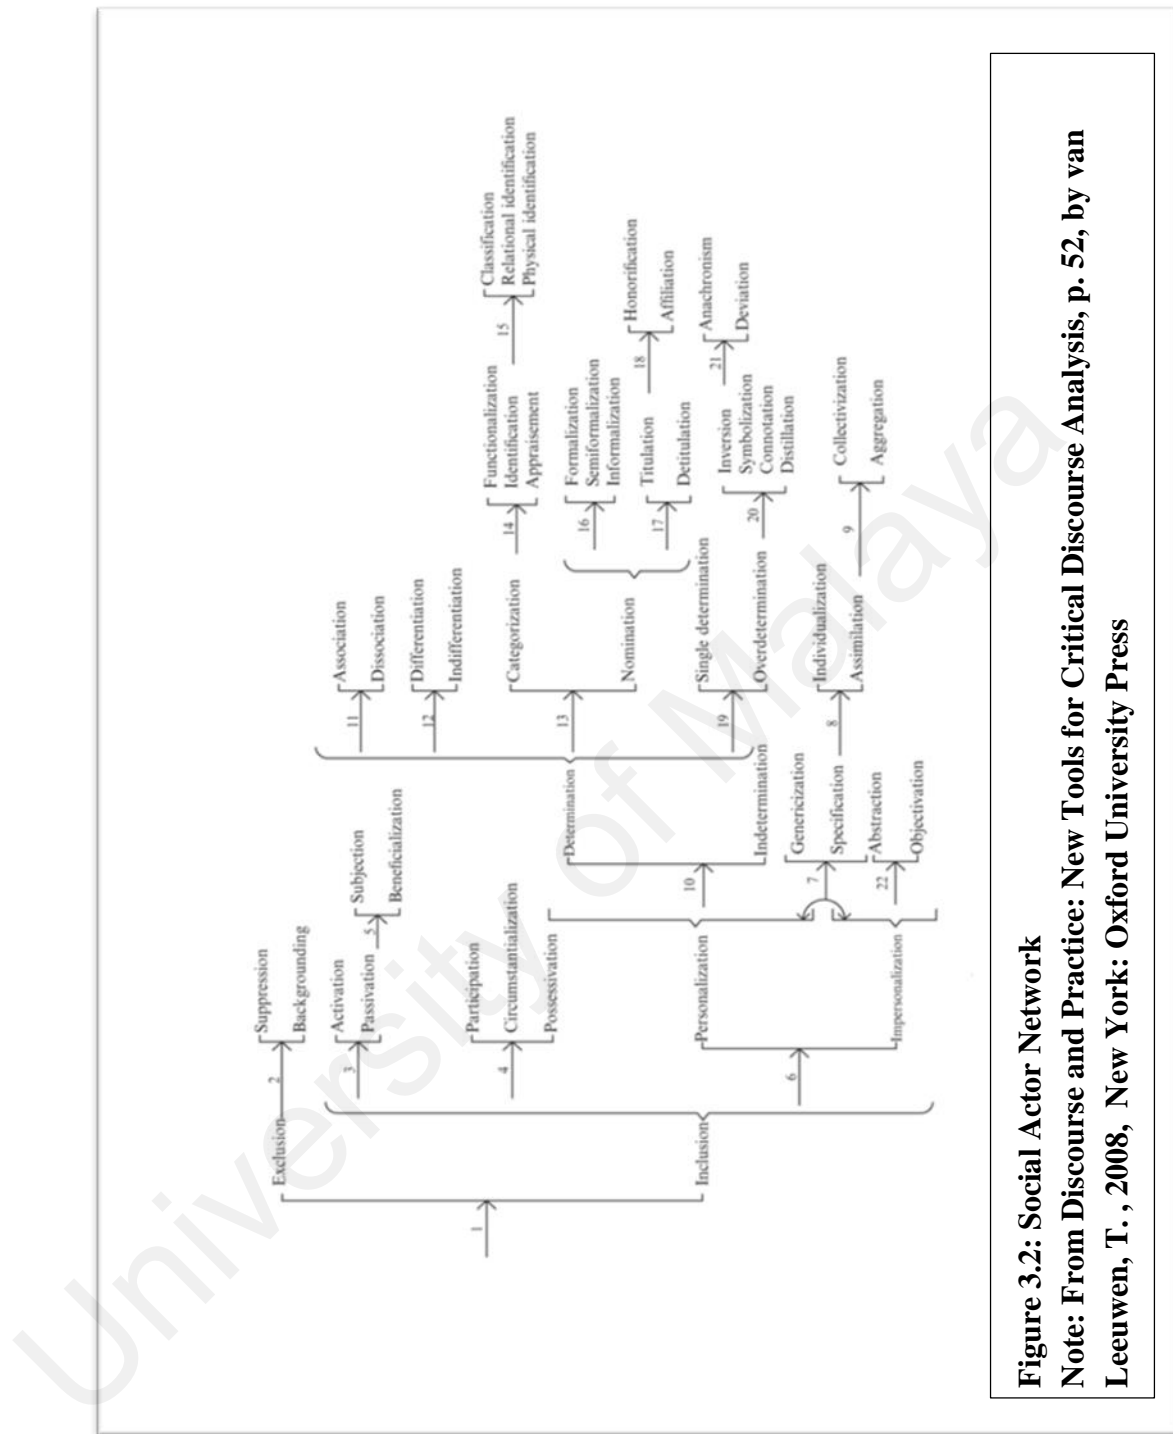 1
Exclusion
Inclusion
2
Suppression
Backgrounding
3
Activation
Passivation
5
Subjection
Beneficialization
4
Participation
Circumstantialization
Possessivation
6
Personalization
Impersonalization
10
Determination
Indetermination
7
Genericization
Specification
22
Abstraction
Objectivation
11
Association
Dissociation
12
Differentiation
Indifferentiation
13
Categorization
Nomination
19
Single determination
Overdetermination
8
Individualization
Assimilation
14
Functionalization
Identification
Appraisement
15
Classification
Relational identification
Physical identification
16
Formalization
Semiformalization
Informalization
17
Titulation
Detitulation
18
Honorification
Affiliation
20
Inversion
Symbolization
Connotation
Distillation
21
Anachronism
Deviation
9
Collectivization
Aggregation
Figure 3.2: Social Actor Network
Note: From Discourse and Practice: New Tools for Critical Discourse Analysis, p. 52, by van
Leeuwen, T. , 2008, New York: Oxford University Press
University of Malaya